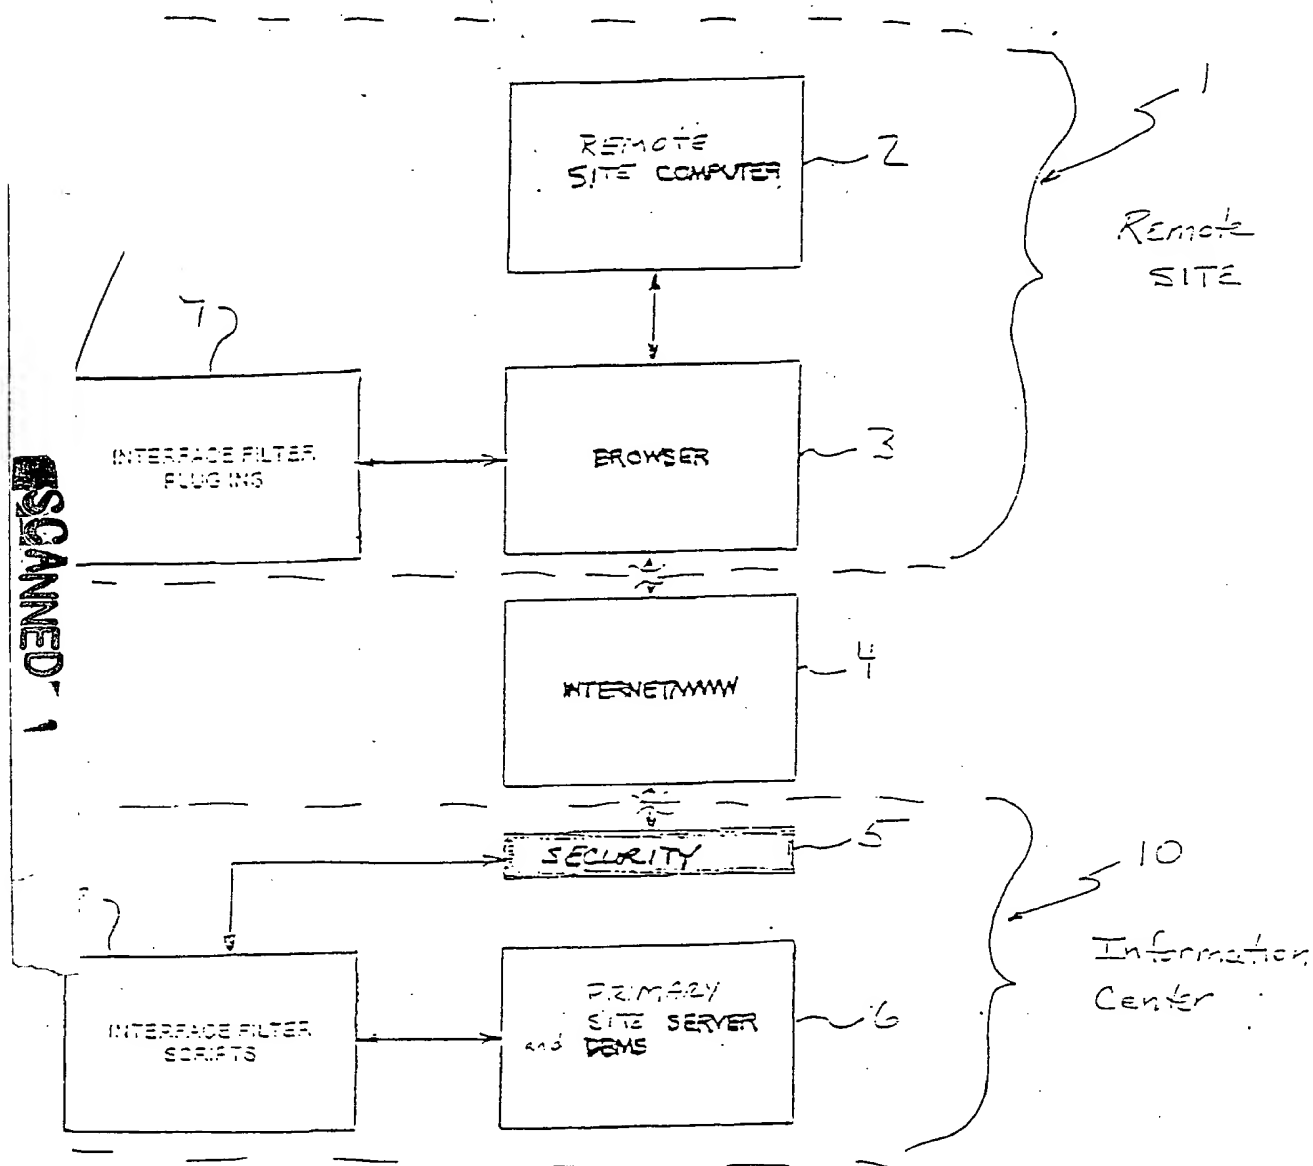 1
REMOTE
SITE COMPUTER
2
Remote
SITE
7
INTERFACE FILTER
PLUG INS
BROWSER
3
SCANNED
INTERNET/WWW
4
SECURITY
5
10
Information
Center
INTERFACE FILTER
SCRIPTS
PRIMARY
SITE SERVER
and DBMS
6